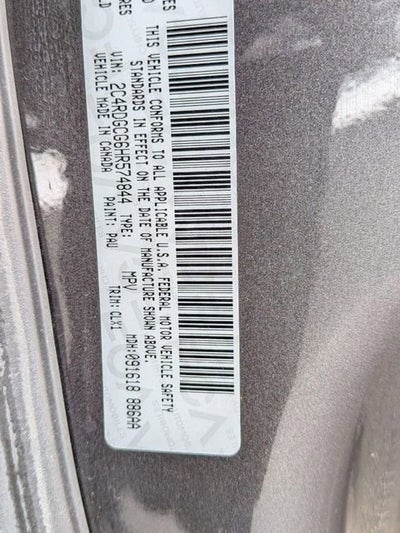 THIS VEHICLE CONFORMS TO ALL APPLICABLE U.S.A. FEDERAL MOTOR VEHICLE SAFETY
STANDARDS IN EFFECT ON THE DATE OF MANUFACTURE SHOWN ABOVE.
VIN: 2C4RDGCG6HR574844 TYPE: MPV MDH:091618 886AA
VEHICLE MADE IN CANADA PAINT: PAU TRIM:CLX1